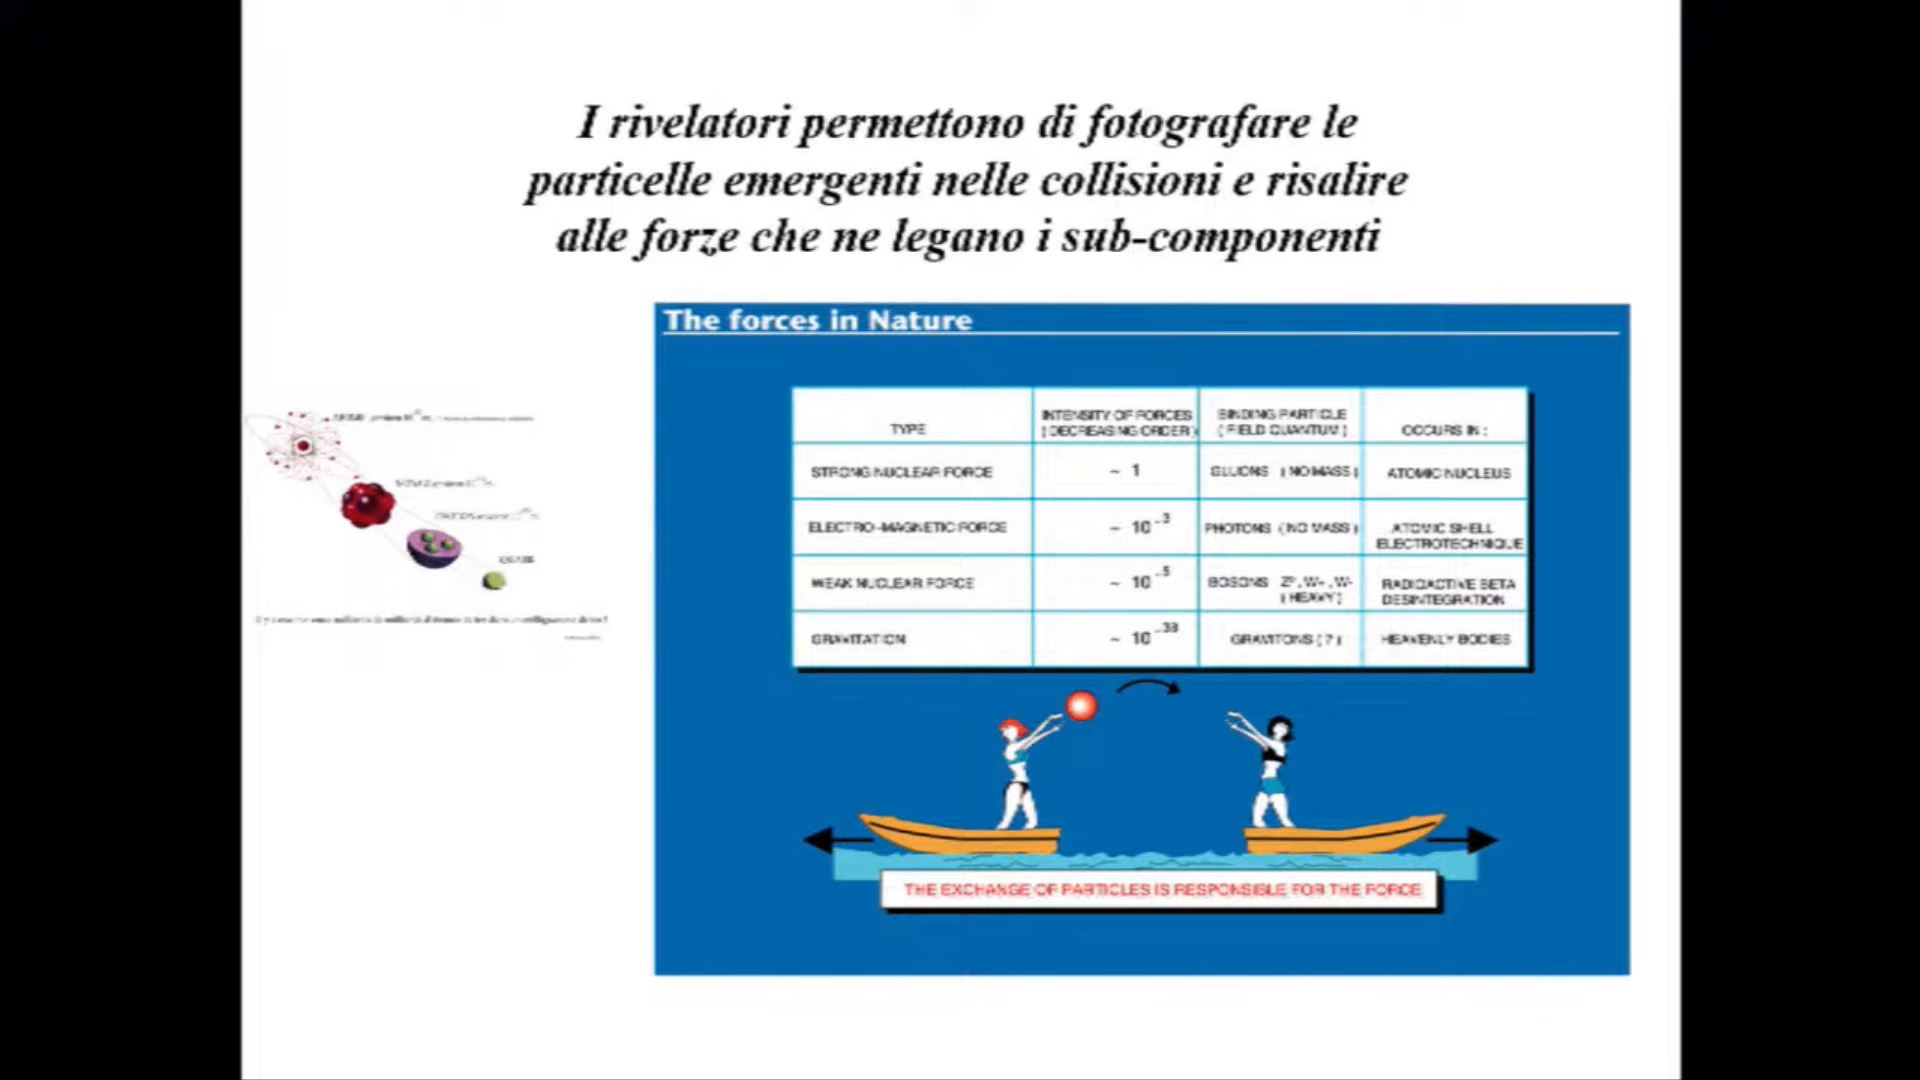 I rivelatori permettono di fotografare le
particelle emergenti nelle collisioni e risalire
alle forze che ne legano i sub-componenti
The forces in Nature
TYPE
INTENSITY OF FORCES
( DECREASING ORDER )
BINDING PARTICLE
( FIELD QUANTUM )
OCCURS IN :
STRONG NUCLEAR FORCE
~ 1
GLUONS ( NO MASS )
ATOMIC NUCLEUS
ELECTRO-MAGNETIC FORCE
~ 10⁻³
PHOTONS ( NO MASS )
ATOMIC SHELL
ELECTROTECHNIQUE
WEAK NUCLEAR FORCE
~ 10⁻⁵
BOSONS Z⁰, W+, W-
( HEAVY )
RADIOACTIVE BETA
DESINTEGRATION
GRAVITATION
~ 10⁻³⁸
GRAVITONS ( ? )
HEAVENLY BODIES
THE EXCHANGE OF PARTICLES IS RESPONSIBLE FOR THE FORCE